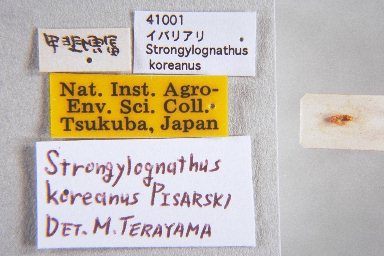 41001
イバリアリ
Strongylognathus
koreanus
Nat. Inst. Agro-
Env. Sci. Coll.
Tsukuba, Japan
Strongylognathus
koreanus PISARSKI
DET. M. TERAYAMA